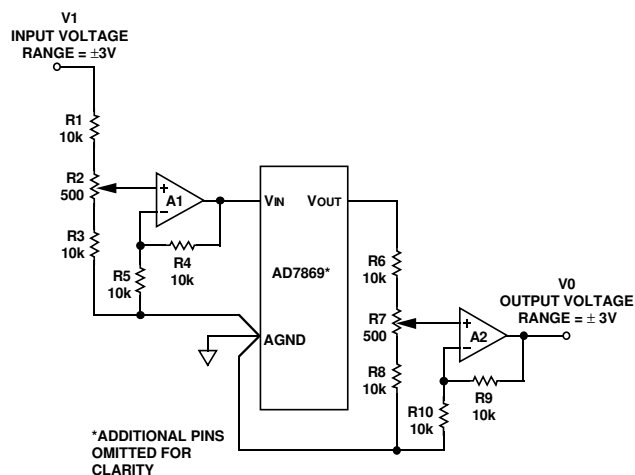 V1
INPUT VOLTAGE
RANGE = ±3V
R1
10k
R2
500
R3
10k
A1
+
–
R4
10k
R5
10k
VIN
VOUT
AD7869*
AGND
R6
10k
R7
500
R8
10k
A2
+
–
R9
10k
R10
10k
V0
OUTPUT VOLTAGE
RANGE = ± 3V
*ADDITIONAL PINS
OMITTED FOR
CLARITY